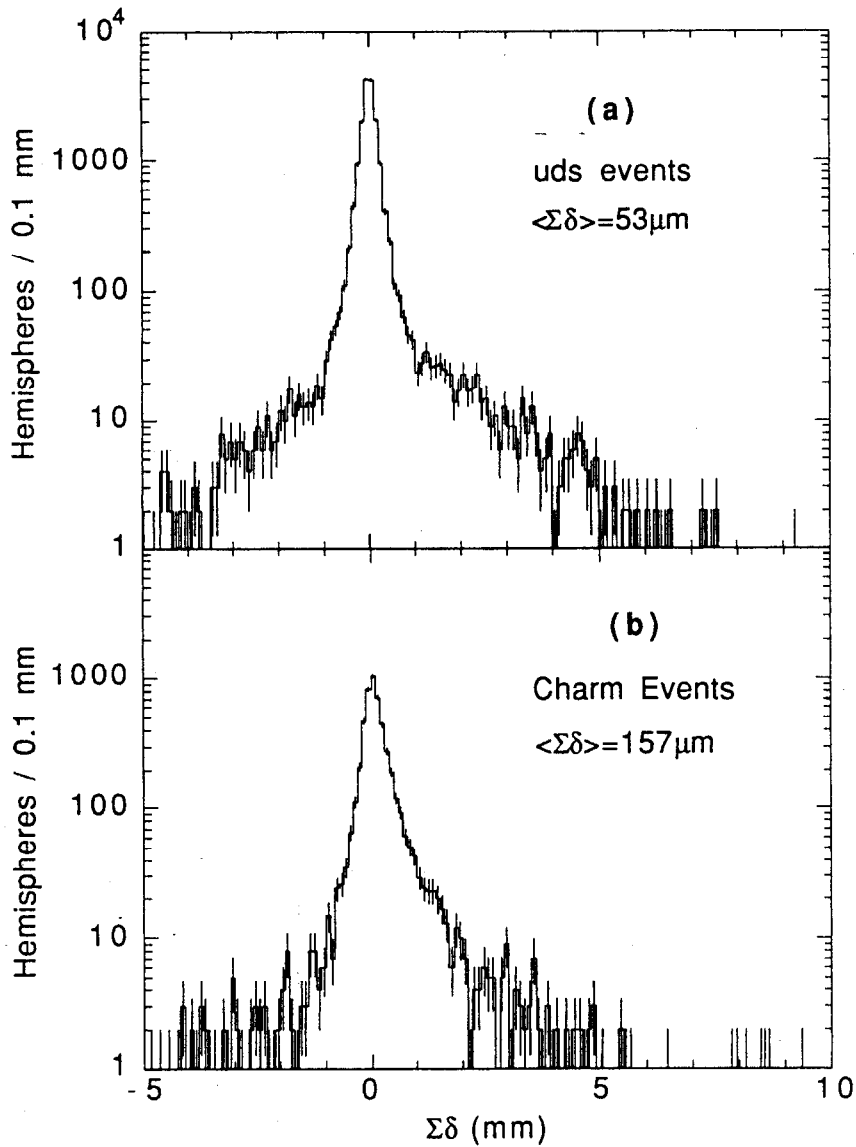 10⁴
(a)
1000
uds events
<Σδ>=53μm
100
10
1
Hemispheres / 0.1 mm
(b)
1000
Charm Events
<Σδ>=157μm
100
10
1
Hemispheres / 0.1 mm
-5 0 5 10
Σδ (mm)